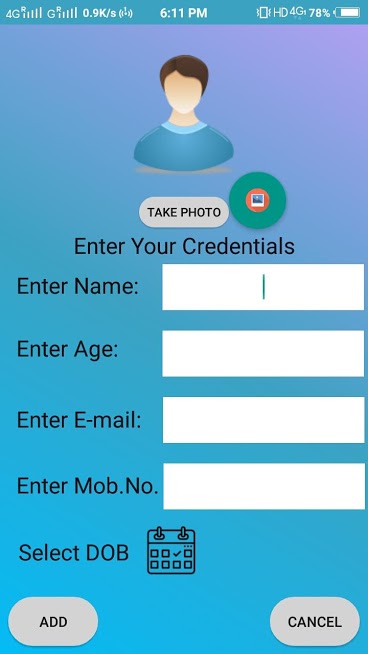 4G R G R 0.9K/s 6:11 PM HD 4G 78%
TAKE PHOTO
Enter Your Credentials
Enter Name:
Enter Age:
Enter E-mail:
Enter Mob.No.
Select DOB
ADD CANCEL